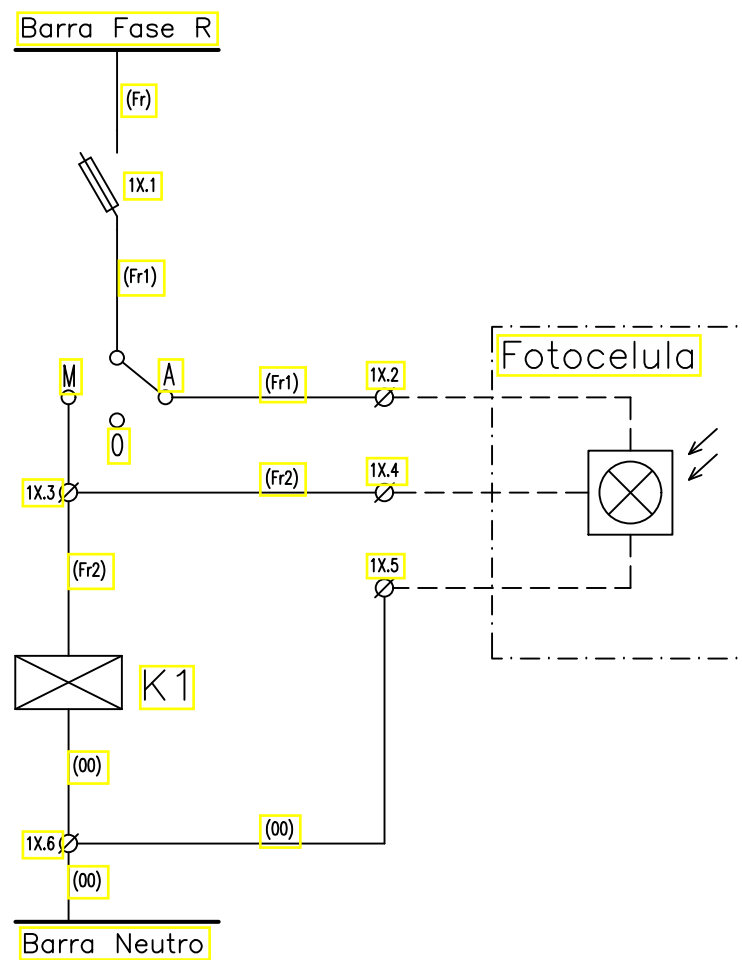 Barra Fase R
(Fr)
1X.1
(Fr1)
Fotocelula
M
A
(Fr1)
1X.2
0
1X.3
(Fr2)
1X.4
(Fr2)
1X.5
K1
(00)
(00)
1X.6
(00)
Barra Neutro